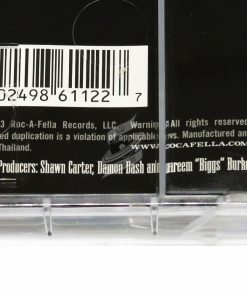 02498 61122 7
3 Roc-A-Fella Records, LLC. Warning: All rights reserved.
ed duplication is a violation of applicable laws. Manufactured and
Thailand. WWW.ROCAFELLA.COM
Producers: Shawn Carter, Damon Dash and Kareem "Biggs" Burke